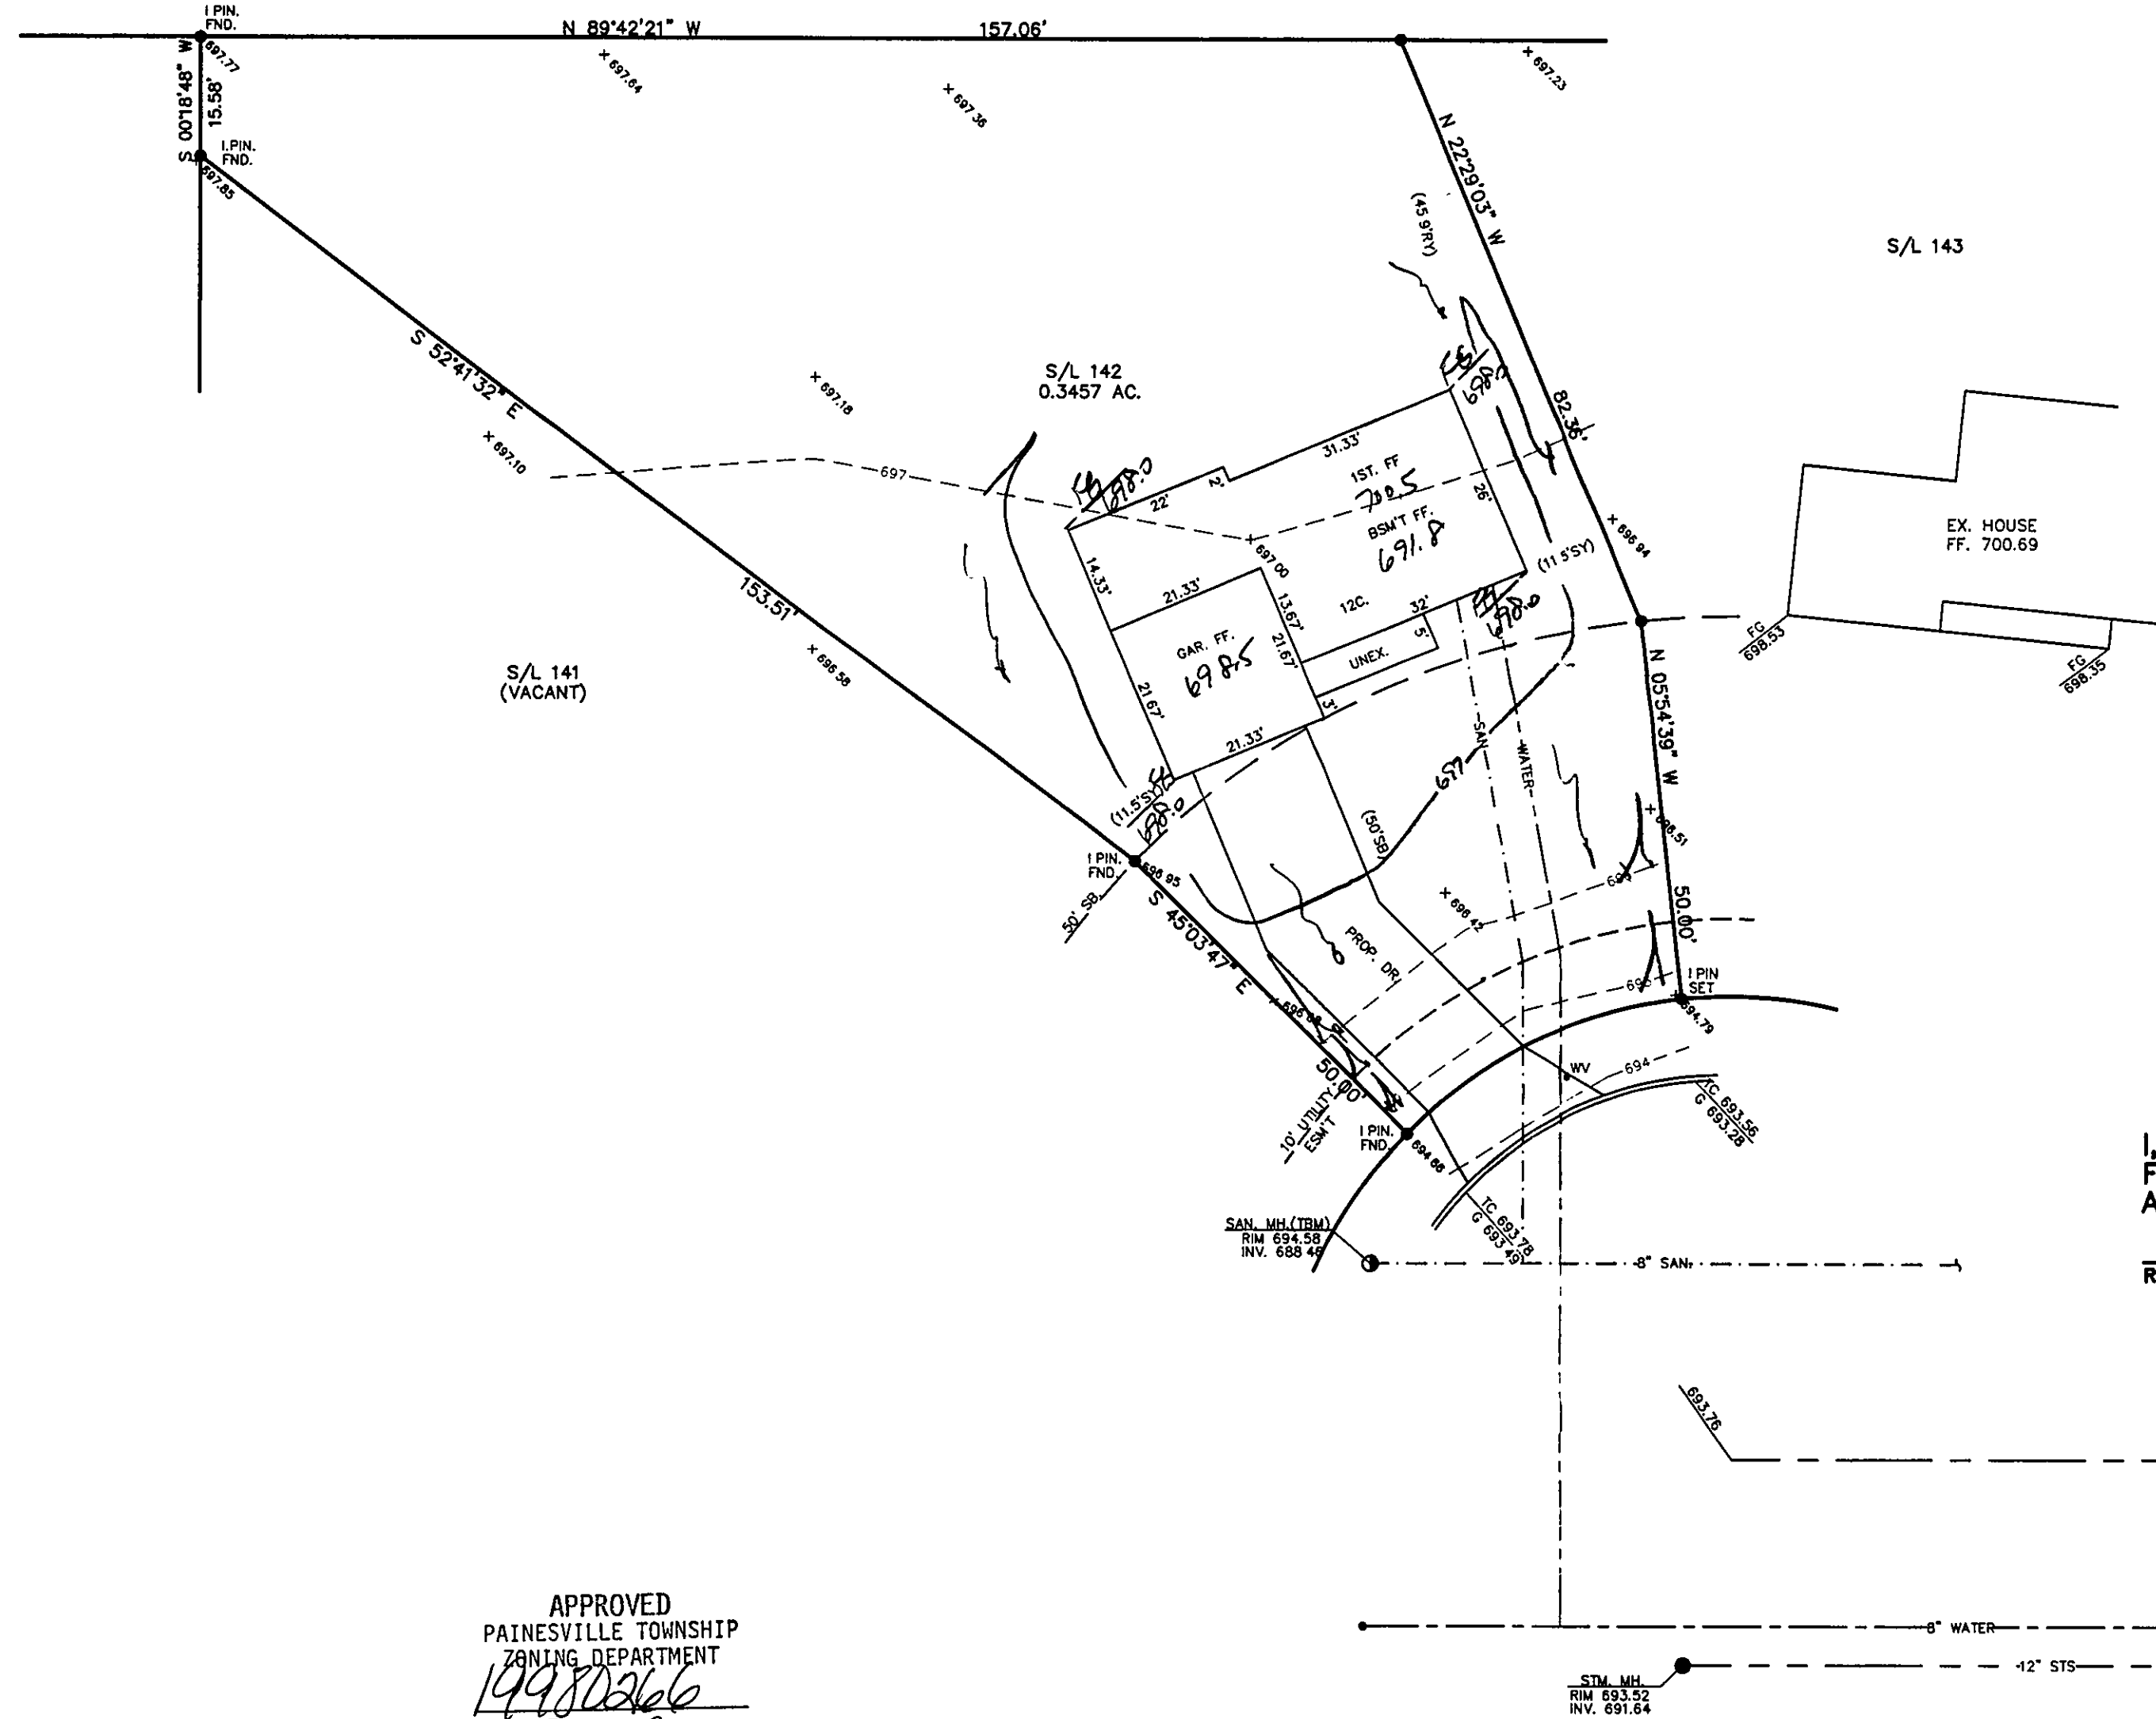 I PIN.
FND.
N 89°42'21" W
157.06'
697.77
697.64
697.36
697.23
S 00°18'48" W
15.58'
I.PIN.
FND.
697.85
N 22°29'03" W
(45 9'RY)
S/L 143
S 52°41'32" E
697.18
S/L 142
0.3457 AC.
697.10
697
698.0
22'
2'
31.33'
1ST. FF
700.5
BSM'T FF.
691.8
26'
82.36'
696.94
(11 5'SY)
EX. HOUSE
FF. 700.69
697 00
14.33'
21.33'
13.67'
12C.
32'
698.0
5'
UNEX.
GAR. FF.
698.5
21.67'
21 67'
3'
21.33'
153.51'
696 58
S/L 141
(VACANT)
FG
698.53
FG
698.35
N 05°54'39" W
SAN
WATER
697
(11.5'SY)
698.0
(50'SB)
696.51
I PIN.
FND.
696 95
50' SB.
S 45°03'47" E
696 42
PROP. DR.
50.00'
I PIN
SET
694.79
50.00'
10' UTILITY
ESM'T
WV
694
TC 693.56
G 693.28
I PIN.
FND.
694 66
TC 693.78
G 693 49
SAN. MH.(TBM)
RIM 694.58
INV. 688 46
8" SAN.
693.76
8" WATER
12" STS
STM. MH.
RIM 693.52
INV. 691.64
APPROVED
PAINESVILLE TOWNSHIP
ZONING DEPARTMENT
19980266